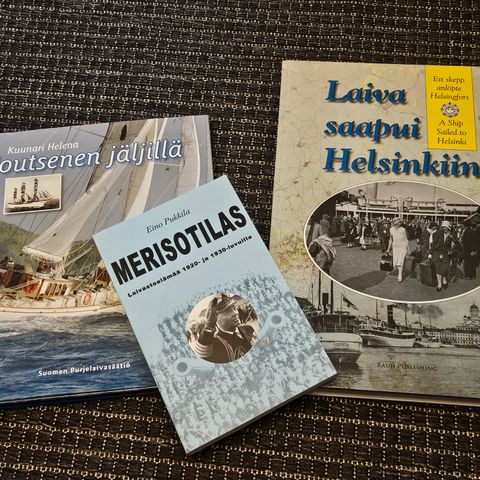 Kuunari Helena
outsenen jäljillä
Suomen Purjelaivasäätiö
Eino Pukkila
MERISOTILAS
Laivastoelämää 1920- ja 1930-luvuilla
Laiva
saapui
Helsinkiin
Ett skepp
anlöpte
Helsingfors
A Ship
Sailed to
Helsinki
RAUD PUBLISHING